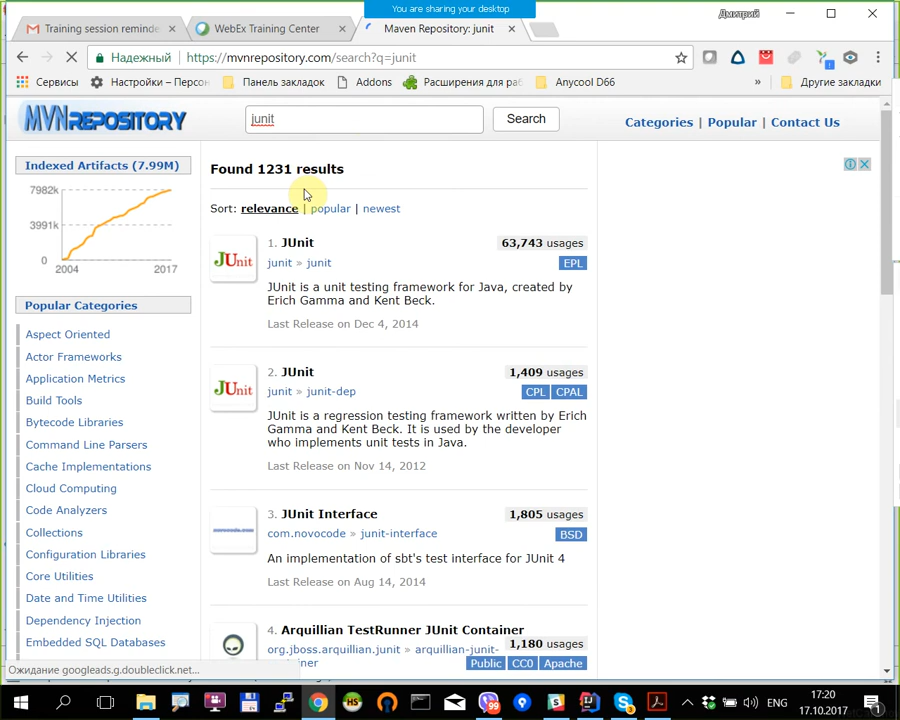 You are sharing your desktop
Training session reminde
WebEx Training Center
Maven Repository: junit
Дмитрий
Надежный
https://mvnrepository.com/search?q=junit
Сервисы
Настройки – Персон
Панель закладок
Addons
Расширения для раб
Anycool D66
»
Другие закладки
MVNREPOSITORY
junit
Search
Categories | Popular | Contact Us
Indexed Artifacts (7.99M)
7982k
3991k
0
2004
2017
Popular Categories
Aspect Oriented
Actor Frameworks
Application Metrics
Build Tools
Bytecode Libraries
Command Line Parsers
Cache Implementations
Cloud Computing
Code Analyzers
Collections
Configuration Libraries
Core Utilities
Date and Time Utilities
Dependency Injection
Embedded SQL Databases
Found 1231 results
Sort: relevance | popular | newest
JUnit
1. JUnit
63,743 usages
junit » junit
EPL
JUnit is a unit testing framework for Java, created by
Erich Gamma and Kent Beck.
Last Release on Dec 4, 2014
JUnit
2. JUnit
1,409 usages
junit » junit-dep
CPL CPAL
JUnit is a regression testing framework written by Erich
Gamma and Kent Beck. It is used by the developer
who implements unit tests in Java.
Last Release on Nov 14, 2012
3. JUnit Interface
1,805 usages
com.novocode » junit-interface
BSD
An implementation of sbt's test interface for JUnit 4
Last Release on Aug 14, 2014
4. Arquillian TestRunner JUnit Container
1,180 usages
org.jboss.arquillian.junit » arquillian-junit-
Public CC0 Apache
Ожидание googleads.g.doubleclick.net...
99
ENG
17:20
17.10.2017
1